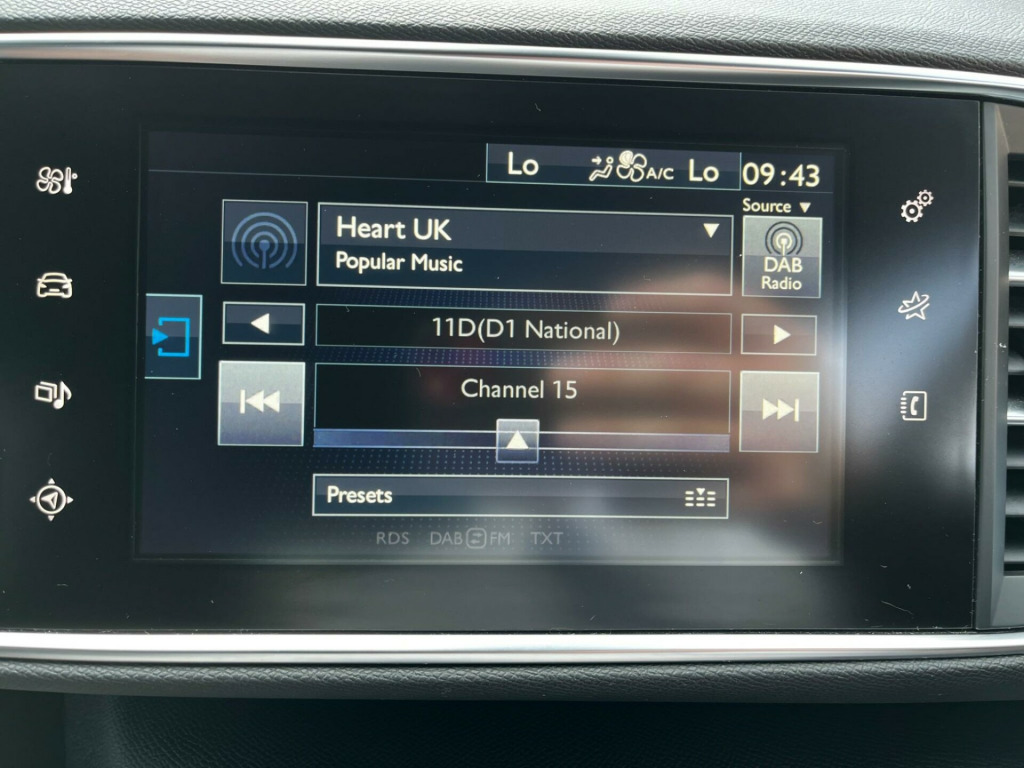 Lo A/C Lo 09:43
Source
Heart UK
Popular Music
DAB
Radio
11D(D1 National)
Channel 15
Presets
RDS DAB FM TXT